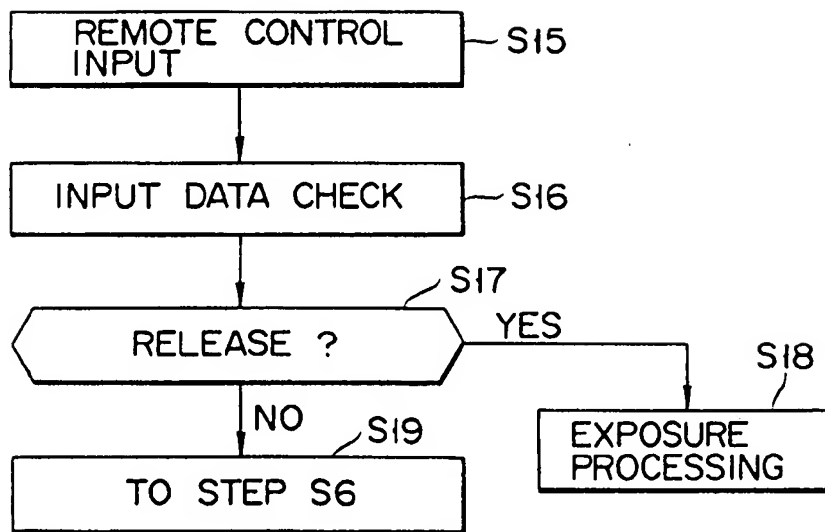 REMOTE CONTROL
INPUT
S15
INPUT DATA CHECK
S16
S17
RELEASE ?
YES
S18
NO
EXPOSURE
PROCESSING
S19
TO STEP S6